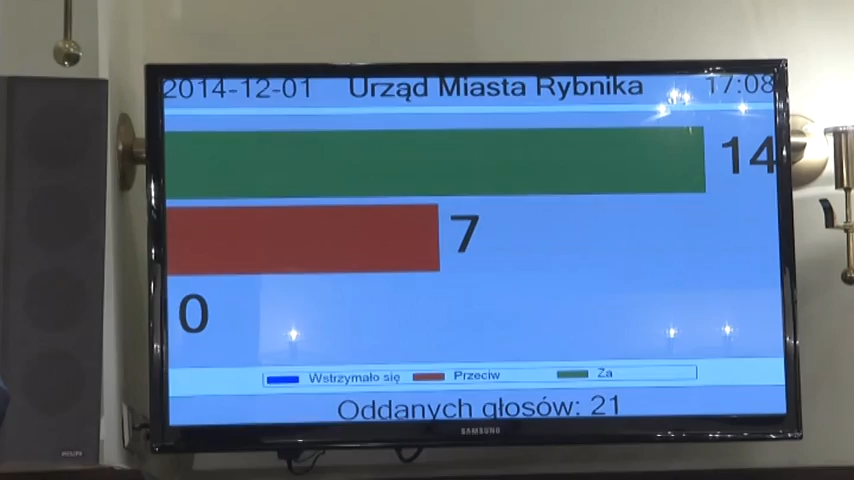 2014-12-01 Urząd Miasta Rybnika 17:08
14
7
0
Wstrzymało się Przeciw Za
Oddanych głosów: 21
SAMSUNG
PHILIPS